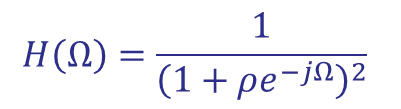 H(Ω) = 1 / (1 + ρe^{−jΩ})^2